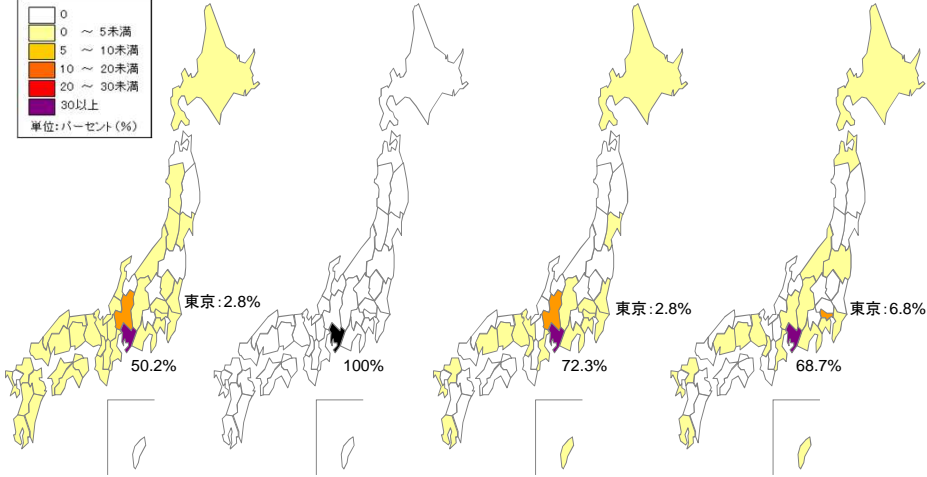 0
0 ～ 5未満
5 ～ 10未満
10 ～ 20未満
20 ～ 30未満
30以上
単位:パーセント(%)
東京:2.8%
50.2%
100%
東京:2.8%
72.3%
東京:6.8%
68.7%